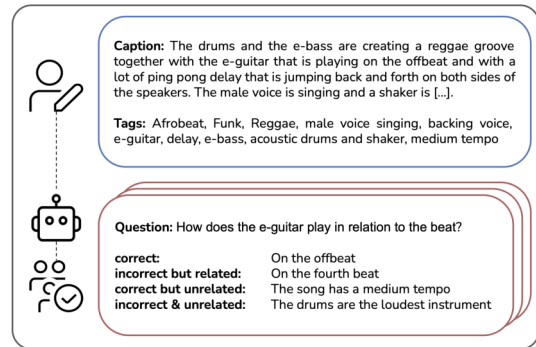 Caption: The drums and the e-bass are creating a reggae groove
together with the e-guitar that is playing on the offbeat and with a
lot of ping pong delay that is jumping back and forth on both sides of
the speakers. The male voice is singing and a shaker is [...].
Tags: Afrobeat, Funk, Reggae, male voice singing, backing voice,
e-guitar, delay, e-bass, acoustic drums and shaker, medium tempo
Question: How does the e-guitar play in relation to the beat?
correct: On the offbeat
incorrect but related: On the fourth beat
correct but unrelated: The song has a medium tempo
incorrect & unrelated: The drums are the loudest instrument